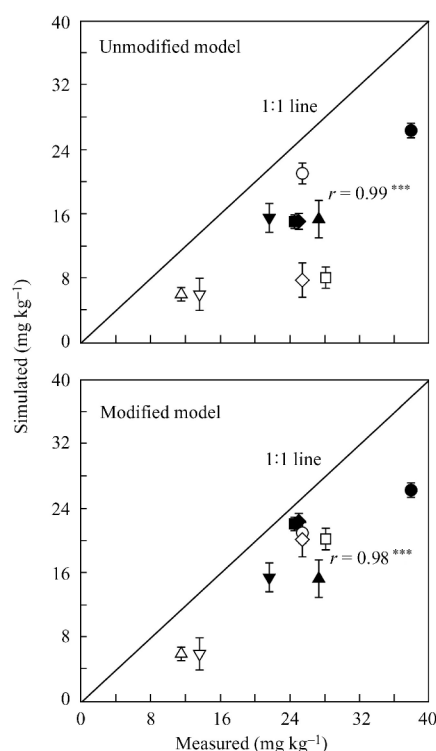 40
Unmodified model
32
1:1 line
24
r = 0.99 ***
16
8
0
Simulated (mg kg⁻¹)
40
Modified model
32
1:1 line
24
r = 0.98 ***
16
8
0
0 8 16 24 32 40
Measured (mg kg⁻¹)